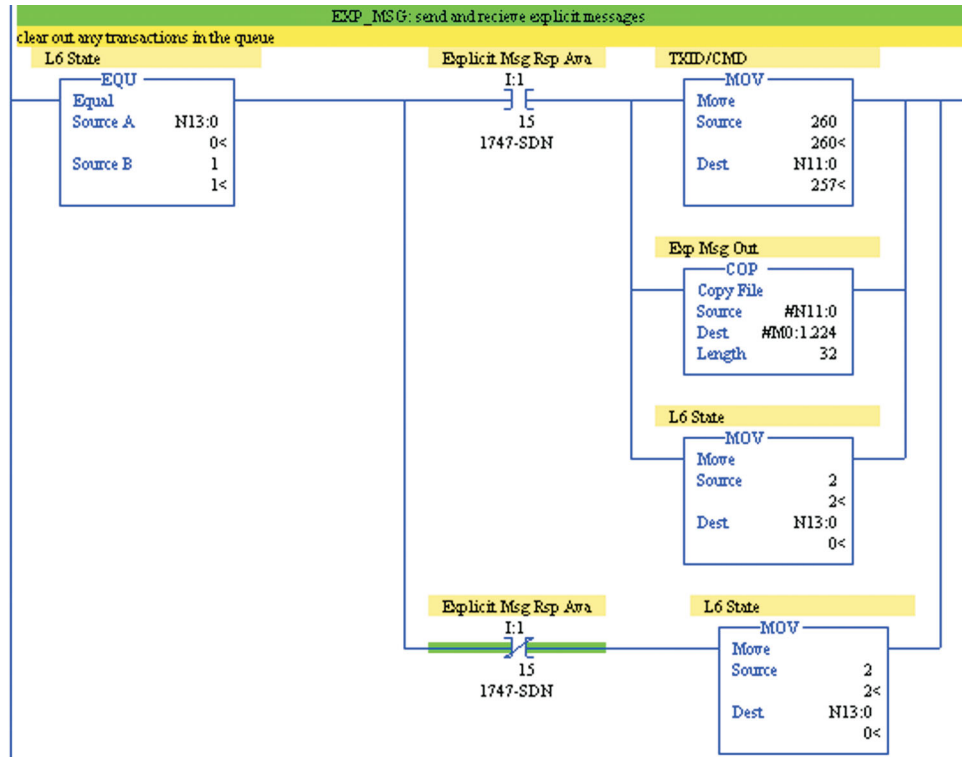 EXP_MSG: send and recieve explicit messages
clear out any transactions in the queue
L6 State
EQU
Equal
Source A N13:0
0<
Source B 1
1<
Explicit Msg Rsp Ava
I:1
15
1747-SDN
TXID/CMD
MOV
Move
Source 260
260<
Dest N11:0
257<
Exp Msg Out
COP
Copy File
Source #N11:0
Dest #M0:1.224
Length 32
L6 State
MOV
Move
Source 2
2<
Dest N13:0
0<
Explicit Msg Rsp Ava
I:1
15
1747-SDN
L6 State
MOV
Move
Source 2
2<
Dest N13:0
0<